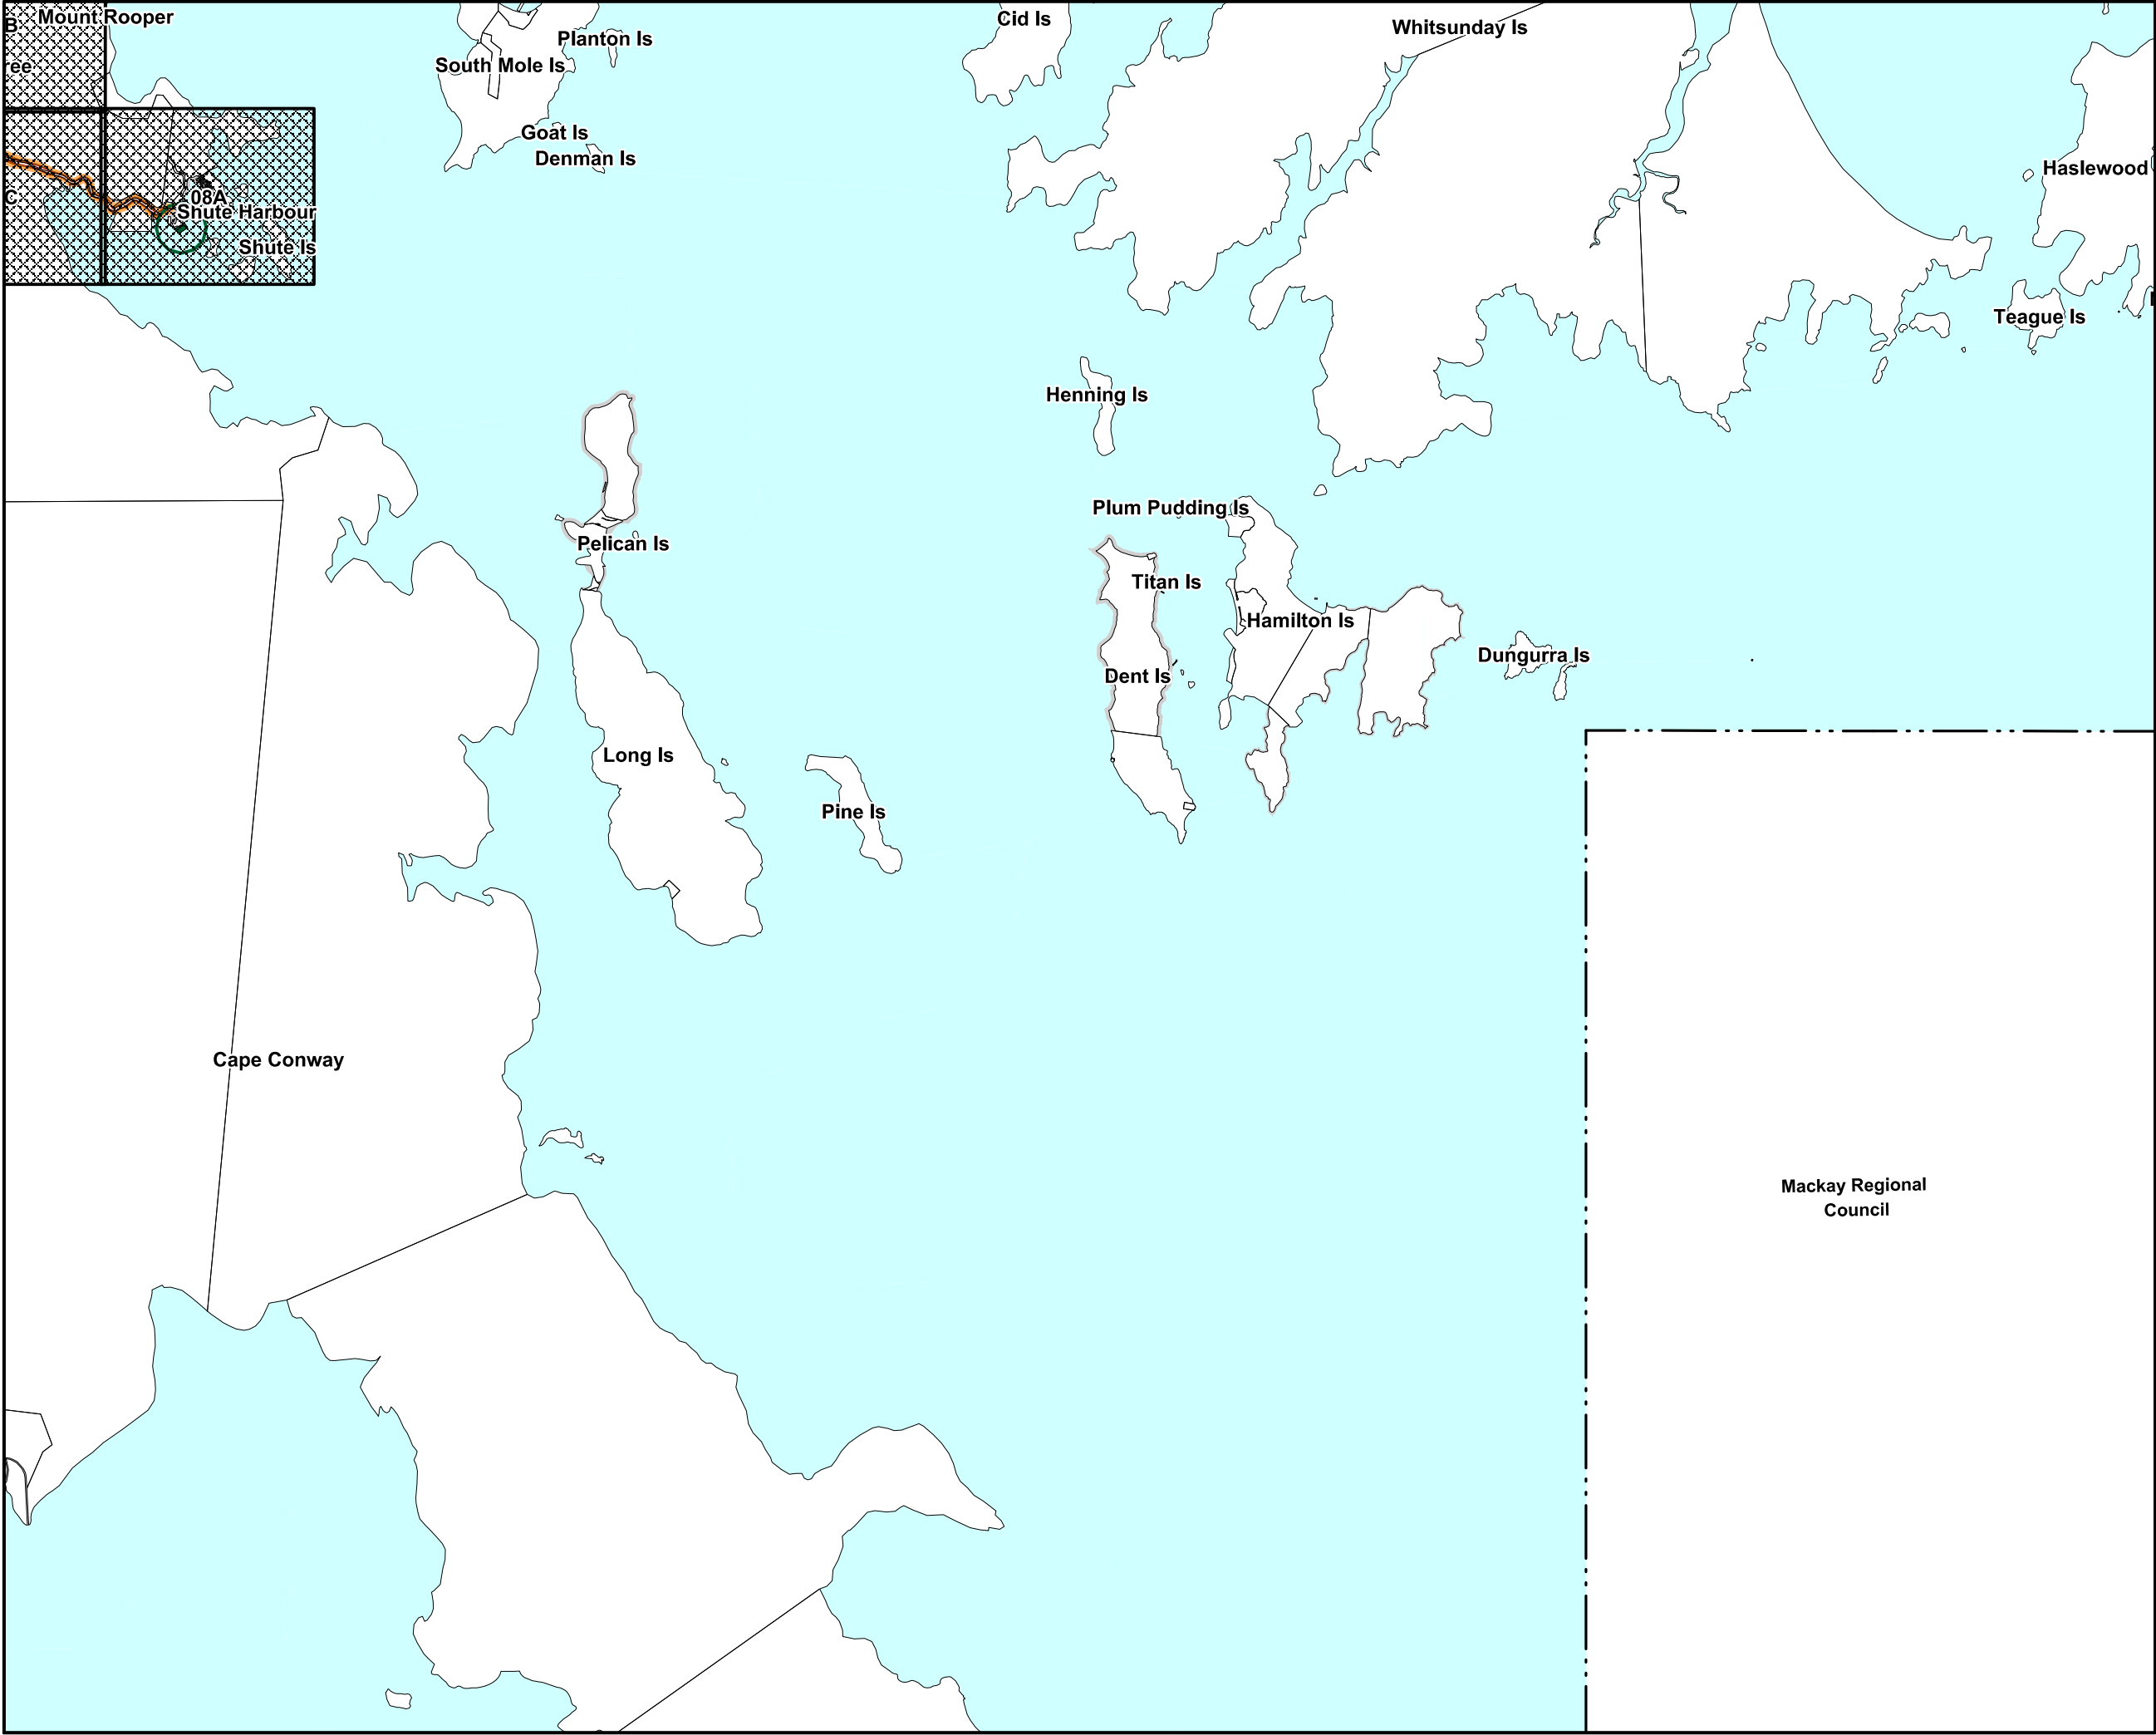 B
Mount Rooper
Cid Is
Whitsunday Is
Planton Is
ree
South Mole Is
Goat Is
Denman Is
Haslewood
C
08A
Shute Harbour
Shute Is
Teague Is
Henning Is
Plum Pudding Is
Pelican Is
Titan Is
Hamilton Is
Dungurra Is
Dent Is
Long Is
Pine Is
Cape Conway
Mackay Regional
Council